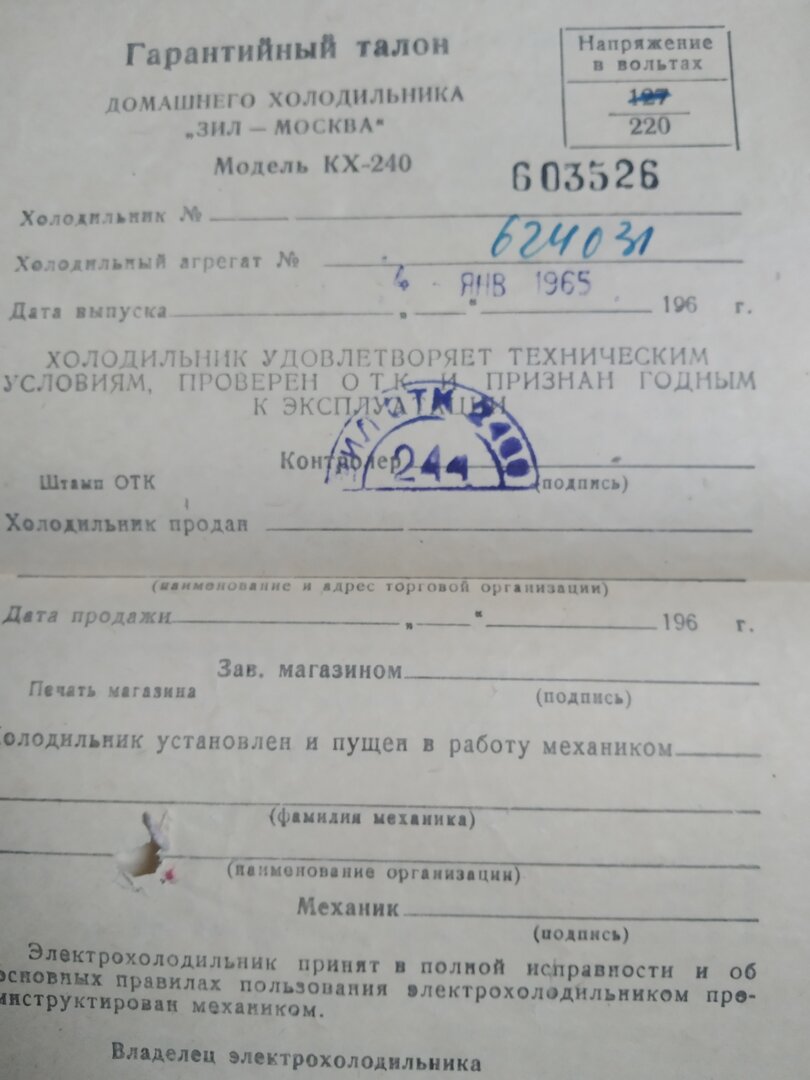 Гарантийный талон
ДОМАШНЕГО ХОЛОДИЛЬНИКА
„ЗИЛ — МОСКВА“
Модель КХ-240
Напряжение
в вольтах
127
220
603526
Холодильник №
624031
Холодильный агрегат №
4 - ЯНВ 1965
Дата выпуска „ “ 196 г.
ХОЛОДИЛЬНИК УДОВЛЕТВОРЯЕТ ТЕХНИЧЕСКИМ
УСЛОВИЯМ, ПРОВЕРЕН О Т К И ПРИЗНАН ГОДНЫМ
К ЭКСПЛУАТАЦИИ
ОТК
244
Контролер
Штамп ОТК (подпись)
Холодильник продан
(наименование и адрес торговой организации)
Дата продажи „ “ 196 г.
Зав. магазином
Печать магазина (подпись)
олодильник установлен и пущен в работу механиком
(фамилия механика)
(наименование организации)
Механик
(подпись)
Электрохолодильник принят в полной исправности и об
основных правилах пользования электрохолодильником про-
инструктирован механиком.
Владелец электрохолодильника